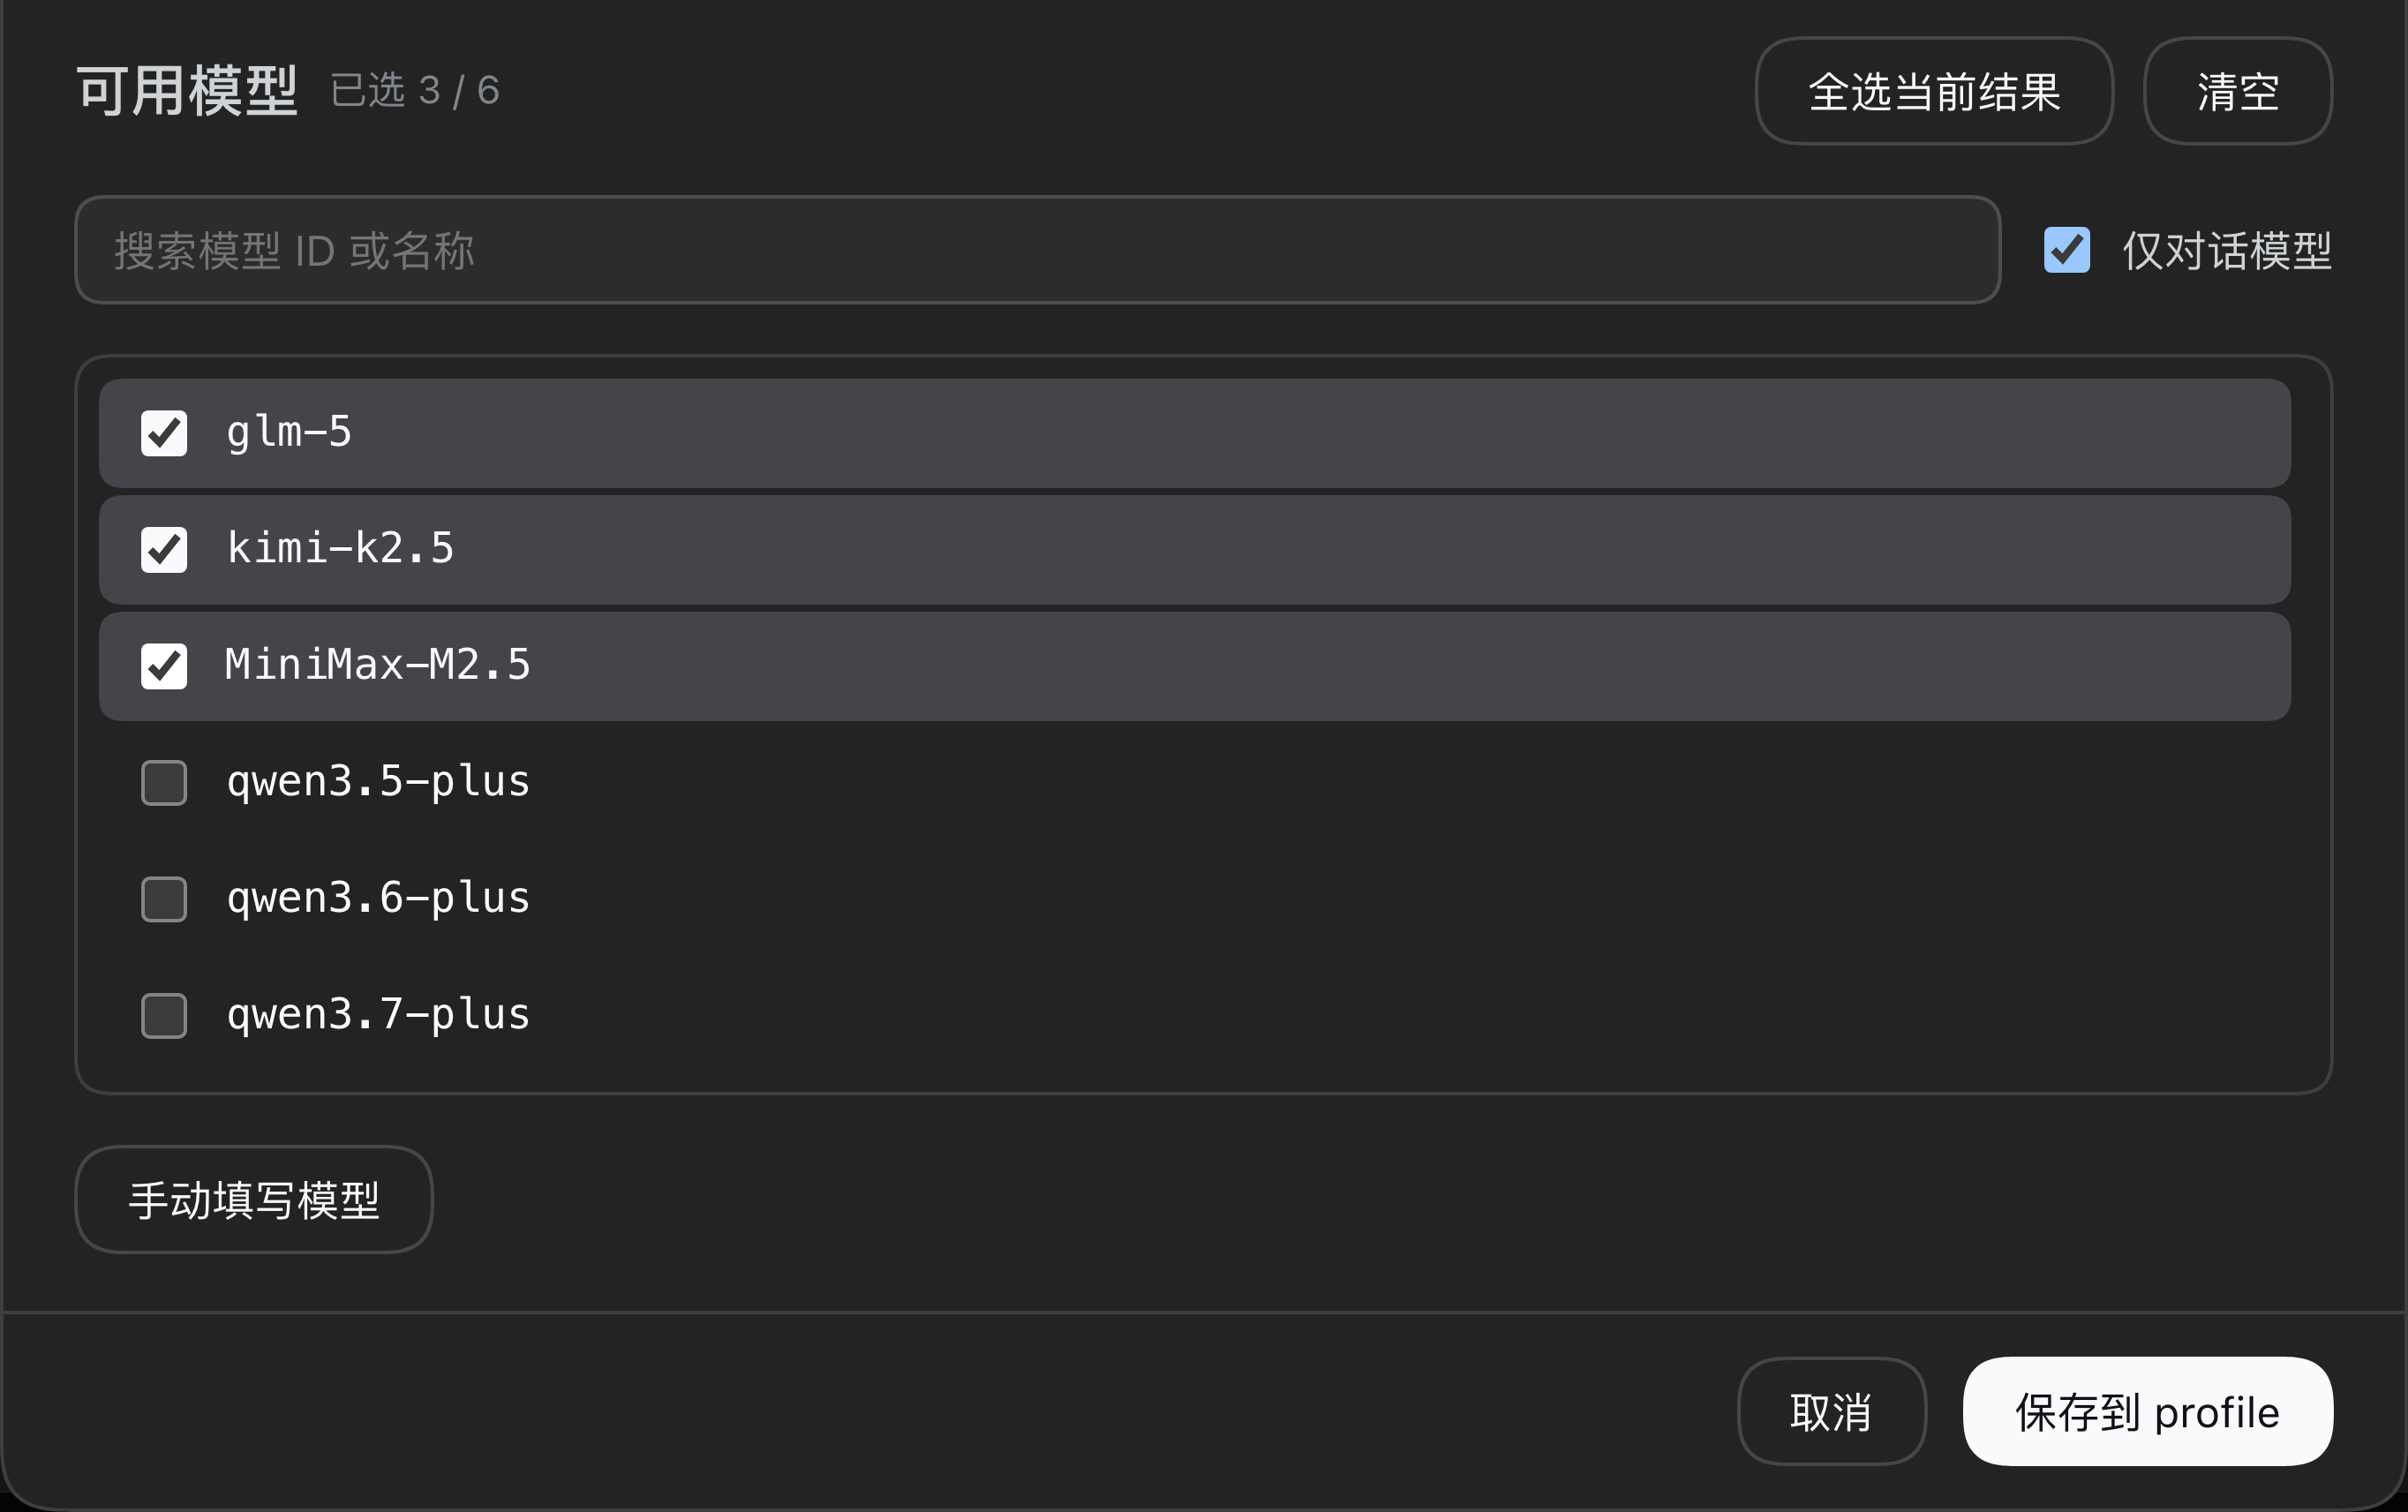 可用模型 已选 3 / 6 全选当前结果 清空
搜索模型 ID 或名称 仅对话模型
glm-5
kimi-k2.5
MiniMax-M2.5
qwen3.5-plus
qwen3.6-plus
qwen3.7-plus
手动填写模型
取消 保存到 profile